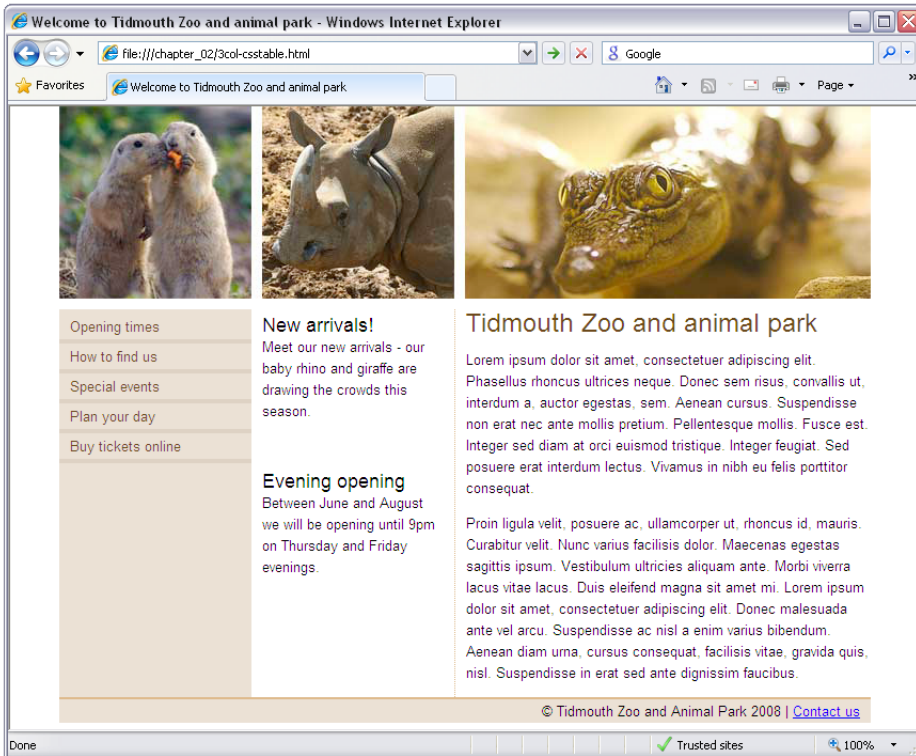 Welcome to Tidmouth Zoo and animal park - Windows Internet Explorer
file:///chapter_02/3col-csstable.html
Google
Favorites
Welcome to Tidmouth Zoo and animal park
Page
»
Opening times
How to find us
Special events
Plan your day
Buy tickets online
New arrivals!
Meet our new arrivals - our
baby rhino and giraffe are
drawing the crowds this
season.
Evening opening
Between June and August
we will be opening until 9pm
on Thursday and Friday
evenings.
Tidmouth Zoo and animal park
Lorem ipsum dolor sit amet, consectetuer adipiscing elit.
Phasellus rhoncus ultrices neque. Donec sem risus, convallis ut,
interdum a, auctor egestas, sem. Aenean cursus. Suspendisse
non erat nec ante mollis pretium. Pellentesque mollis. Fusce est.
Integer sed diam at orci euismod tristique. Integer feugiat. Sed
posuere erat interdum lectus. Vivamus in nibh eu felis porttitor
consequat.
Proin ligula velit, posuere ac, ullamcorper ut, rhoncus id, mauris.
Curabitur velit. Nunc varius facilisis dolor. Maecenas egestas
sagittis ipsum. Vestibulum ultricies aliquam ante. Morbi viverra
lacus vitae lacus. Duis eleifend magna sit amet mi. Lorem ipsum
dolor sit amet, consectetuer adipiscing elit. Donec malesuada
ante vel arcu. Suspendisse ac nisl a enim varius bibendum.
Aenean diam urna, cursus consequat, facilisis vitae, gravida quis,
nisl. Suspendisse in erat sed ante dignissim faucibus.
© Tidmouth Zoo and Animal Park 2008 | Contact us
Done
Trusted sites
100%